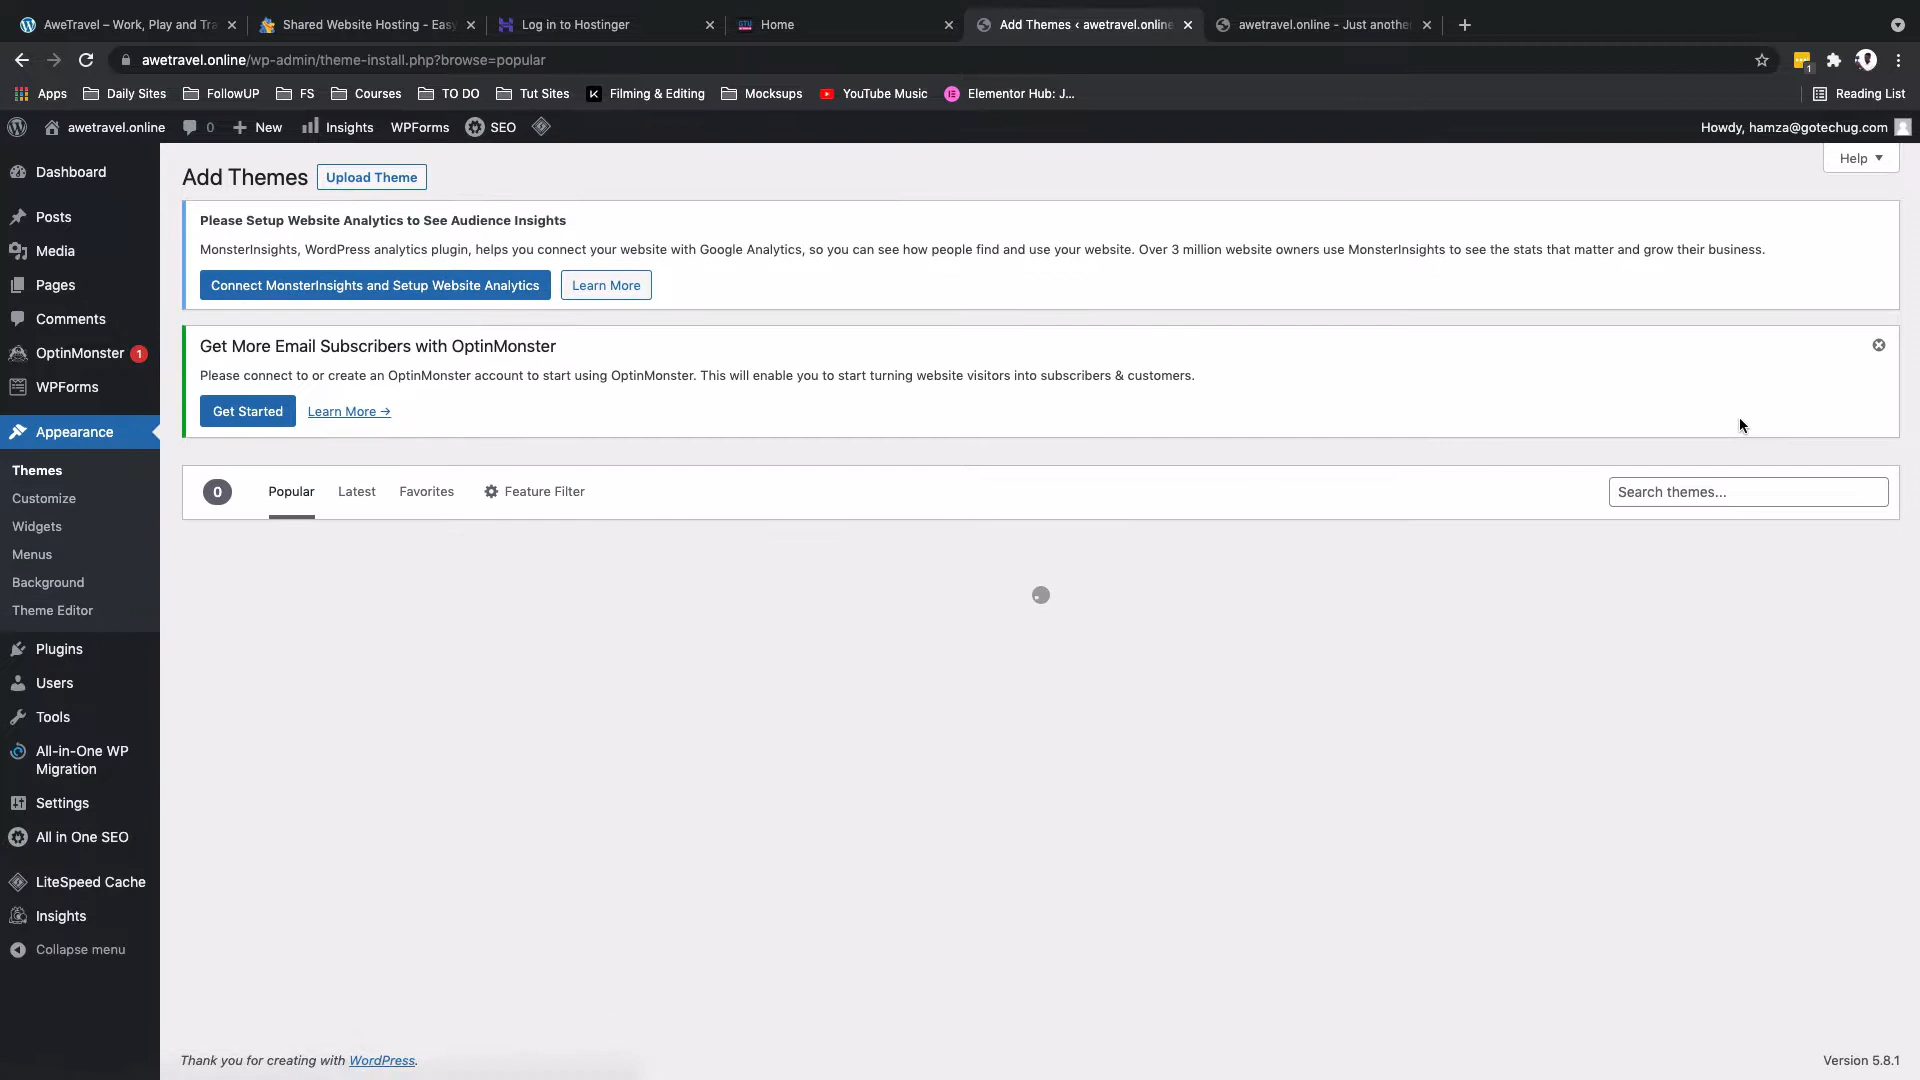 AweTravel – Work, Play and Tra
Shared Website Hosting - Easy
Log in to Hostinger
Home
Add Themes ‹ awetravel.online
awetravel.online - Just anothe
awetravel.online/wp-admin/theme-install.php?browse=popular
1
Apps
Daily Sites
FollowUP
FS
Courses
TO DO
Tut Sites
Filming & Editing
Mocksups
YouTube Music
Elementor Hub: J...
Reading List
awetravel.online
0
New
Insights
WPForms
SEO
Howdy, hamza@gotechug.com
Dashboard
Posts
Media
Pages
Comments
OptinMonster 1
WPForms
Appearance
Themes
Customize
Widgets
Menus
Background
Theme Editor
Plugins
Users
Tools
All-in-One WP
Migration
Settings
All in One SEO
LiteSpeed Cache
Insights
Collapse menu
Help
Add Themes
Upload Theme
Please Setup Website Analytics to See Audience Insights
MonsterInsights, WordPress analytics plugin, helps you connect your website with Google Analytics, so you can see how people find and use your website. Over 3 million website owners use MonsterInsights to see the stats that matter and grow their business.
Connect MonsterInsights and Setup Website Analytics
Learn More
Get More Email Subscribers with OptinMonster
Please connect to or create an OptinMonster account to start using OptinMonster. This will enable you to start turning website visitors into subscribers & customers.
Get Started
Learn More →
0
Popular
Latest
Favorites
Feature Filter
Search themes...
Thank you for creating with WordPress.
Version 5.8.1